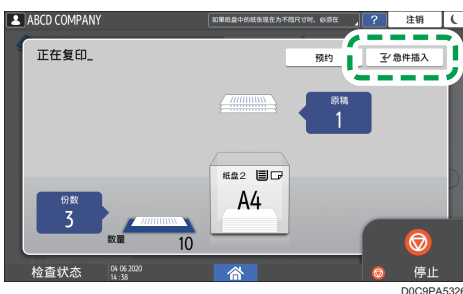 ABCD COMPANY
如果纸盘中的纸张现在为不同尺寸时，必须在
?
注销
正在复印_
预约
急件插入
原稿
1
纸盘2
A4
份数
3
数量
10
检查状态
04 06 2020
14 : 38
停止
D0C9PA5326